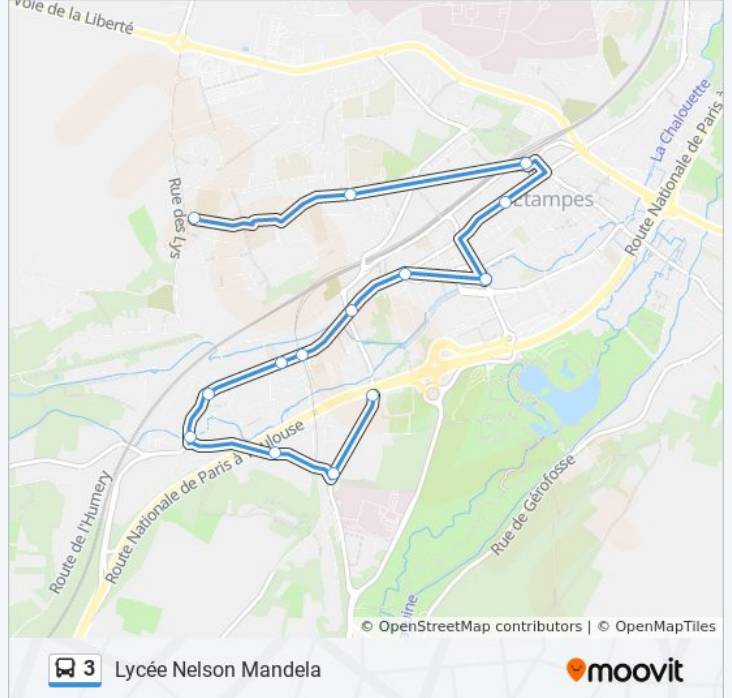 Voie de la Liberté
La Chalouette
Route Nationale de Paris à
Rue des Lys
Étampes
Route Nationale de Paris à Toulouse
Route de l'Humery
Rue de Gérofosse
ine
© OpenStreetMap contributors | © OpenMapTiles
3 Lycée Nelson Mandela
moovit